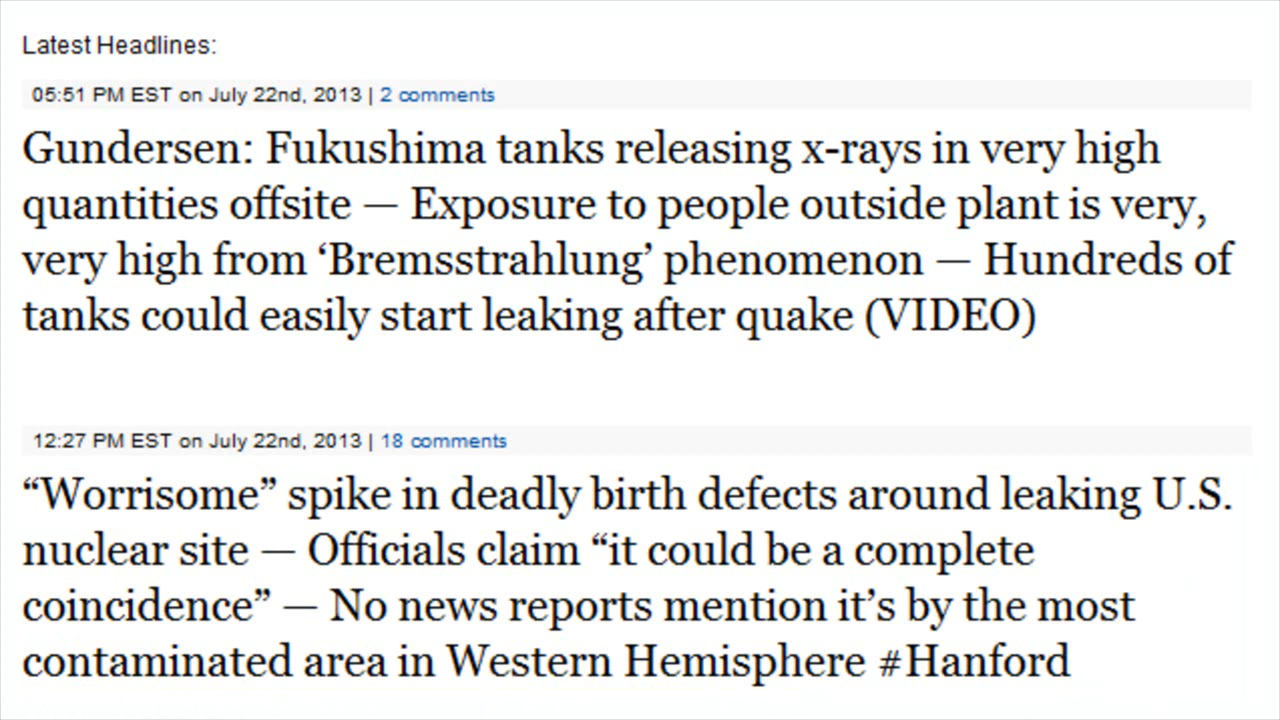 Latest Headlines:
05:51 PM EST on July 22nd, 2013 | 2 comments
Gundersen: Fukushima tanks releasing x-rays in very high
quantities offsite — Exposure to people outside plant is very,
very high from ‘Bremsstrahlung’ phenomenon — Hundreds of
tanks could easily start leaking after quake (VIDEO)
12:27 PM EST on July 22nd, 2013 | 18 comments
“Worrisome” spike in deadly birth defects around leaking U.S.
nuclear site — Officials claim “it could be a complete
coincidence” — No news reports mention it’s by the most
contaminated area in Western Hemisphere #Hanford